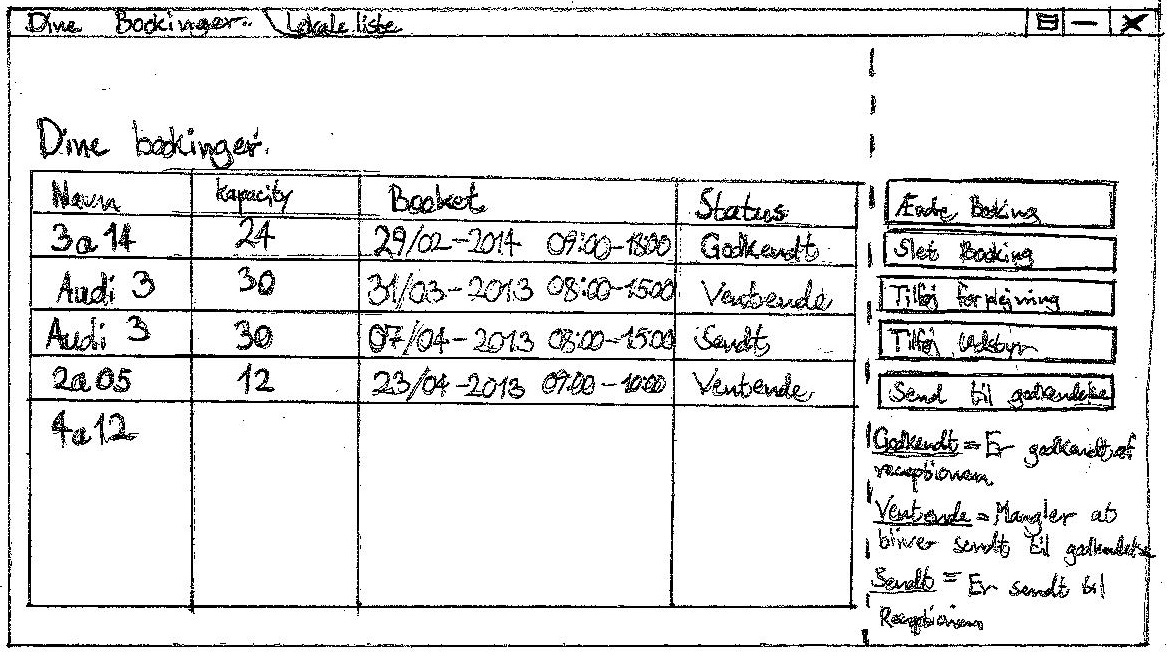 Dine Bookinger. Lokale liste
Dine bookinger.
Navn kapacity Booket Status
3a14 24 29/02-2014 09:00-18:00 Godkendt
Audi 3 30 31/03-2013 08:00-15:00 Ventende
Audi 3 30 07/04-2013 08:00-15:00 Sendt
2a05 12 23/04-2013 09:00-10:00 Ventende
4a12
Ændre Booking
Slet Booking
Tilføj forplejning
Tilføj Udstyr
Send til godkendelse
Godkendt = Er godkendt af
receptionen.
Ventende = Mangler at
bliver sendt til godkendelse
Sendt = Er sendt til
Receptionen